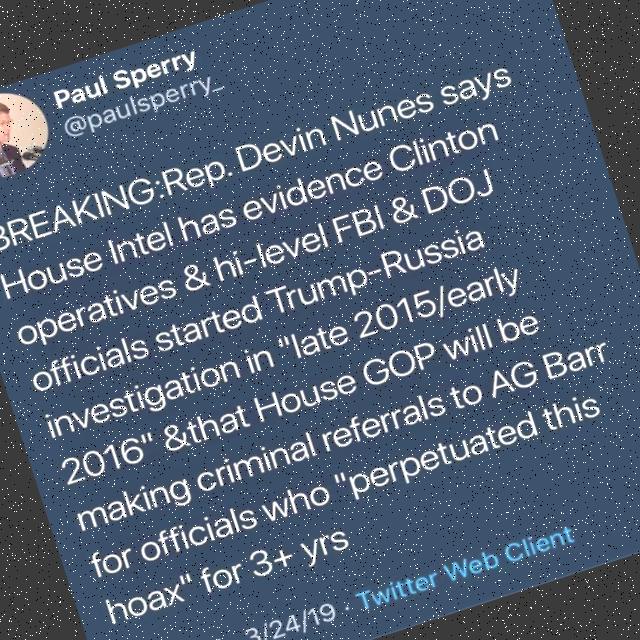 Paul Sperry
@paulsperry_
BREAKING:Rep. Devin Nunes says
House Intel has evidence Clinton
operatives & hi-level FBI & DOJ
officials started Trump-Russia
investigation in "late 2015/early
2016" &that House GOP will be
making criminal referrals to AG Barr
for officials who "perpetuated this
hoax" for 3+ yrs
3/24/19 · Twitter Web Client